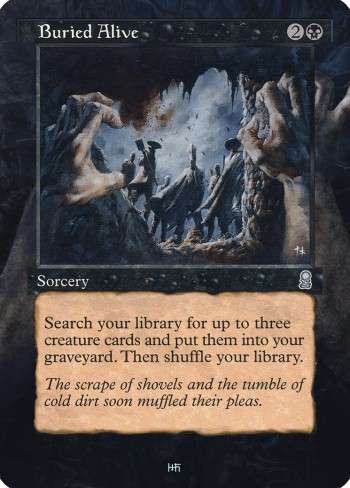 Buried Alive 2
Sorcery
Search your library for up to three
creature cards and put them into your
graveyard. Then shuffle your library.
The scrape of shovels and the tumble of
cold dirt soon muffled their pleas.